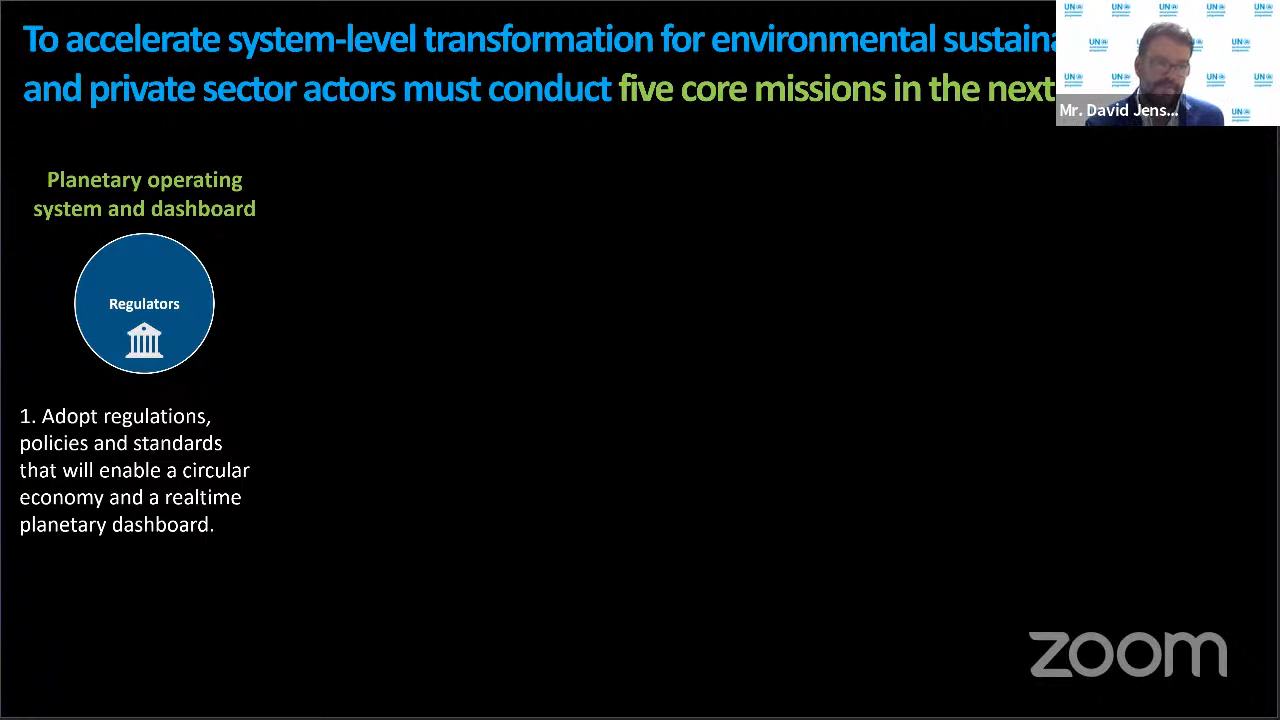 To accelerate system-level transformation for environmental
and private sector actors must conduct five core missions in the next
UN
Mr. David Jens...
Planetary operating
system and dashboard
Regulators
1. Adopt regulations,
policies and standards
that will enable a circular
economy and a realtime
planetary dashboard.
zoom